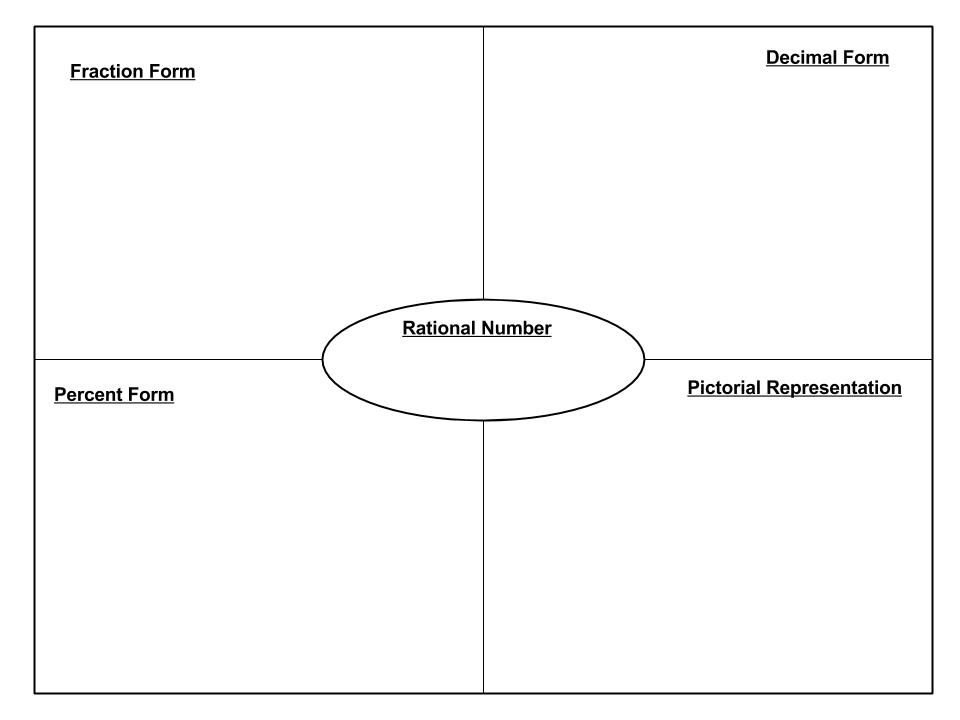 Fraction Form
Decimal Form
Rational Number
Percent Form
Pictorial Representation